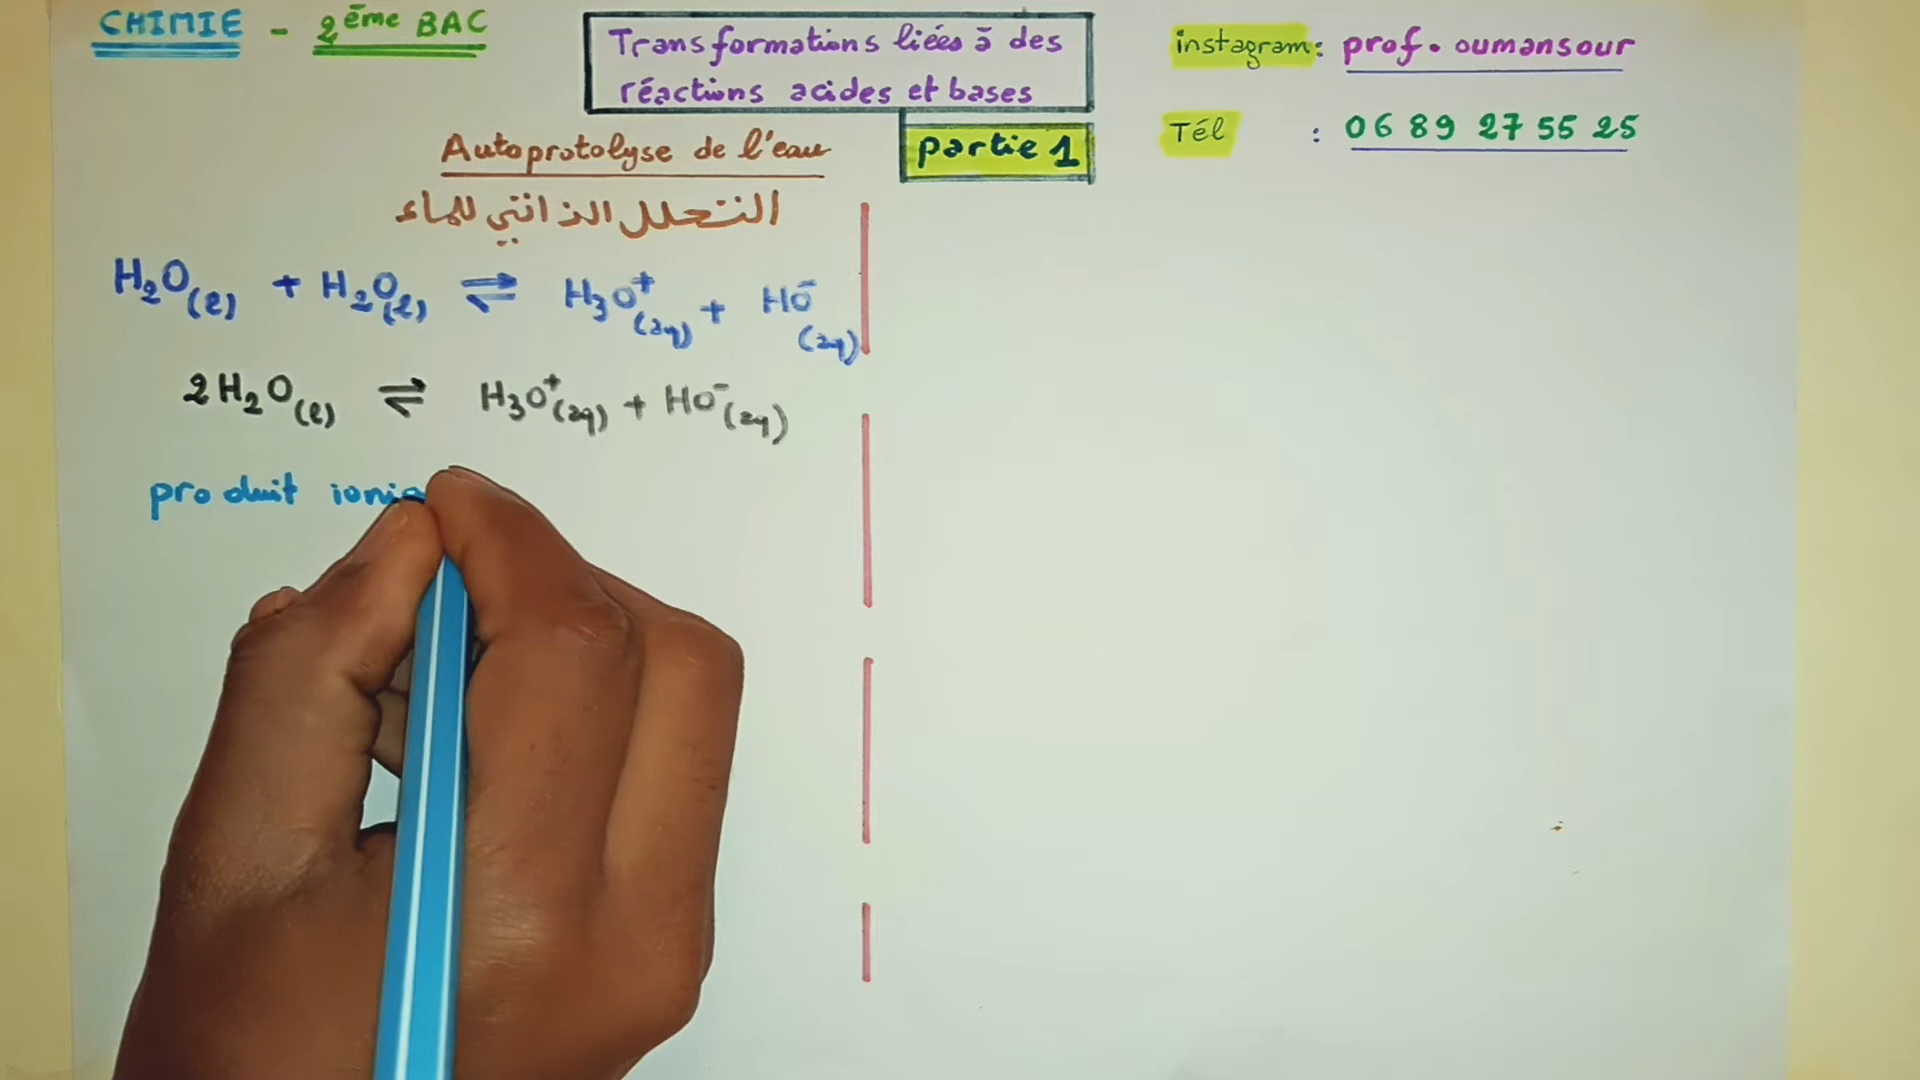 CHIMIE - 2ème BAC
Transformations liées à des
réactions acides et bases
partie 1
instagram: prof. oumansour
Tél : 06 89 27 55 25
Autoprotolyse de l'eau
التحلل الذاتي للماء
H₂O(l) + H₂O(l) ⇌ H₃O⁺(aq) + HO⁻(aq)
2H₂O(l) ⇌ H₃O⁺(aq) + HO⁻(aq)
produit